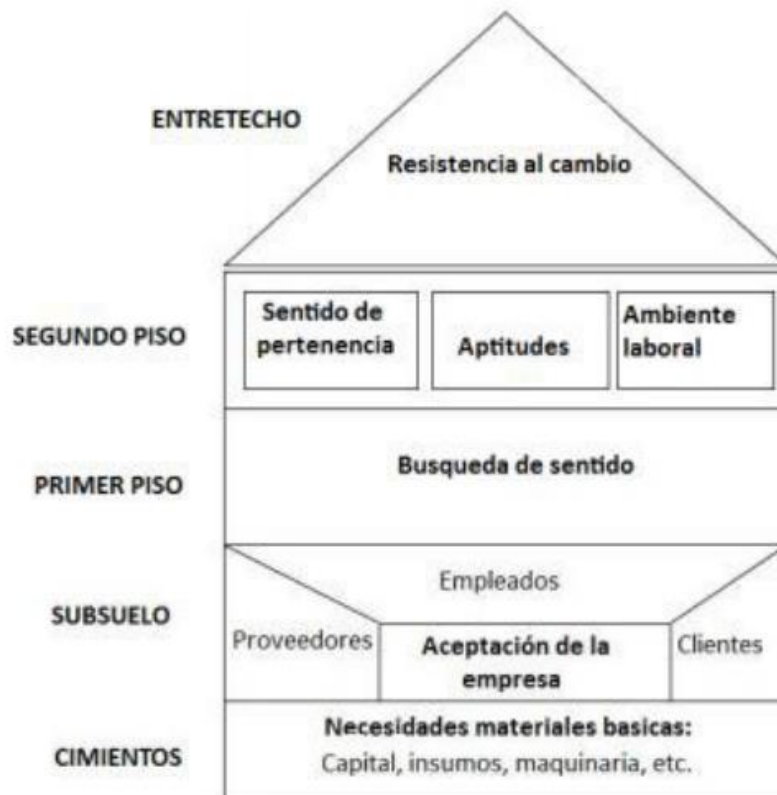 ENTRETECHO
Resistencia al cambio
SEGUNDO PISO
Sentido de
pertenencia
Aptitudes
Ambiente
laboral
PRIMER PISO
Busqueda de sentido
SUBSUELO
Empleados
Proveedores
Aceptación de la
empresa
Clientes
CIMIENTOS
Necesidades materiales basicas:
Capital, insumos, maquinaria, etc.